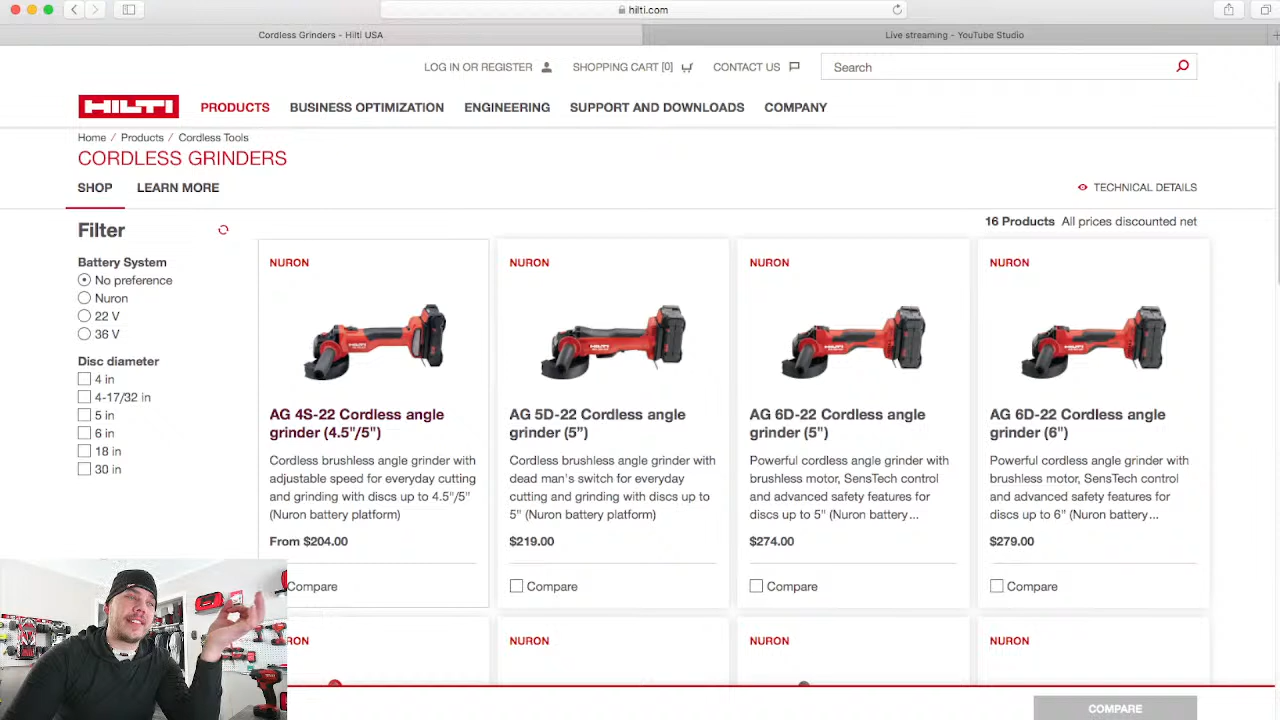 hilti.com
Cordless Grinders - Hilti USA
Live streaming - YouTube Studio
LOG IN OR REGISTER
SHOPPING CART [0]
CONTACT US
Search
HILTI
PRODUCTS
BUSINESS OPTIMIZATION
ENGINEERING
SUPPORT AND DOWNLOADS
COMPANY
Home / Products / Cordless Tools
CORDLESS GRINDERS
SHOP
LEARN MORE
TECHNICAL DETAILS
16 Products All prices discounted net
Filter
Battery System
No preference
Nuron
22 V
36 V
Disc diameter
4 in
4-17/32 in
5 in
6 in
18 in
30 in
NURON
HILTI
AG 4S-22 Cordless angle
grinder (4.5"/5")
Cordless brushless angle grinder with
adjustable speed for everyday cutting
and grinding with discs up to 4.5"/5"
(Nuron battery platform)
From $204.00
Compare
NURON
HILTI
AG 5D-22 Cordless angle
grinder (5”)
Cordless brushless angle grinder with
dead man's switch for everyday
cutting and grinding with discs up to
5" (Nuron battery platform)
$219.00
Compare
NURON
HILTI
AG 6D-22 Cordless angle
grinder (5")
Powerful cordless angle grinder with
brushless motor, SensTech control
and advanced safety features for
discs up to 5" (Nuron battery...
$274.00
Compare
NURON
HILTI
AG 6D-22 Cordless angle
grinder (6")
Powerful cordless angle grinder with
brushless motor, SensTech control
and advanced safety features for
discs up to 6" (Nuron battery...
$279.00
Compare
RON
NURON
NURON
NURON
COMPARE